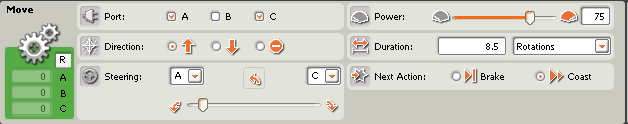 Move
Port: A B C
Power: 75
Direction:
Duration: 8.5 Rotations
R
Steering: A C
Next Action: Brake Coast
0 A
0 B
0 C